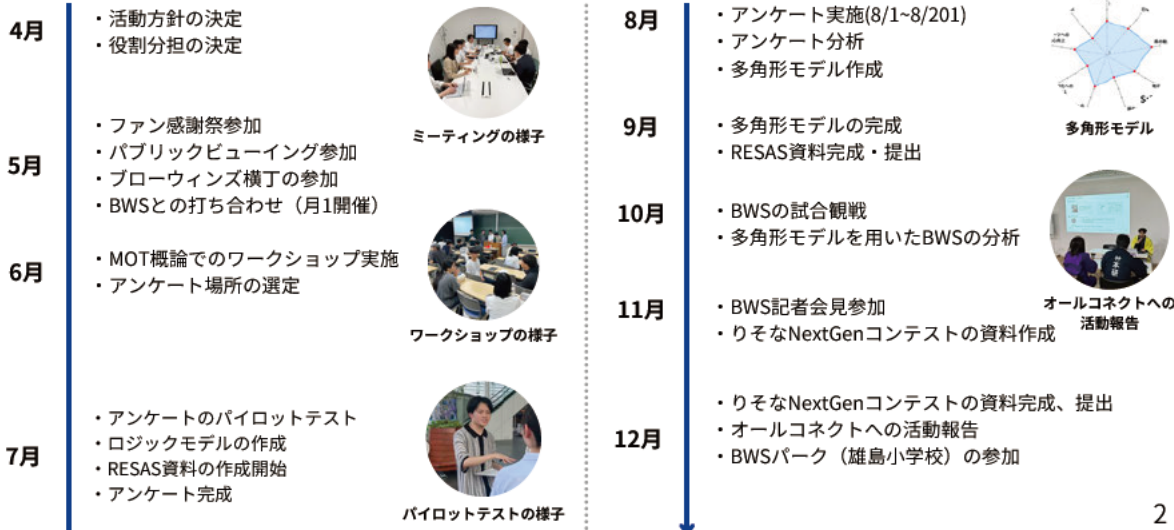 4月
・活動方針の決定
・役割分担の決定
ミーティングの様子
5月
・ファン感謝祭参加
・パブリックビューイング参加
・ブローウィンズ横丁の参加
・BWSとの打ち合わせ（月1開催）
6月
・MOT概論でのワークショップ実施
・アンケート場所の選定
ワークショップの様子
7月
・アンケートのパイロットテスト
・ロジックモデルの作成
・RESAS資料の作成開始
・アンケート完成
パイロットテストの様子
8月
・アンケート実施(8/1~8/201)
・アンケート分析
・多角形モデル作成
多角形モデル
9月
・多角形モデルの完成
・RESAS資料完成・提出
10月
・BWSの試合観戦
・多角形モデルを用いたBWSの分析
オールコネクトへの
活動報告
11月
・BWS記者会見参加
・りそなNextGenコンテストの資料作成
12月
・りそなNextGenコンテストの資料完成、提出
・オールコネクトへの活動報告
・BWSパーク（雄島小学校）の参加
2